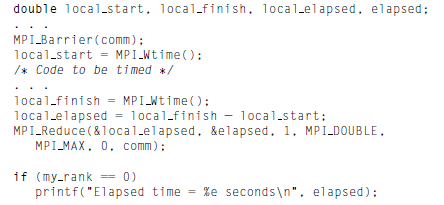 double local_start, local_finish, local_elapsed, elapsed;
. . .
MPI_Barrier(comm);
local_start = MPI_Wtime();
/* Code to be timed */
. . .
local_finish = MPI_Wtime();
local_elapsed = local_finish − local_start;
MPI_Reduce(&local_elapsed, &elapsed, 1, MPI_DOUBLE,
MPI_MAX, 0, comm);
if (my_rank == 0)
printf("Elapsed time = %e seconds\n", elapsed);